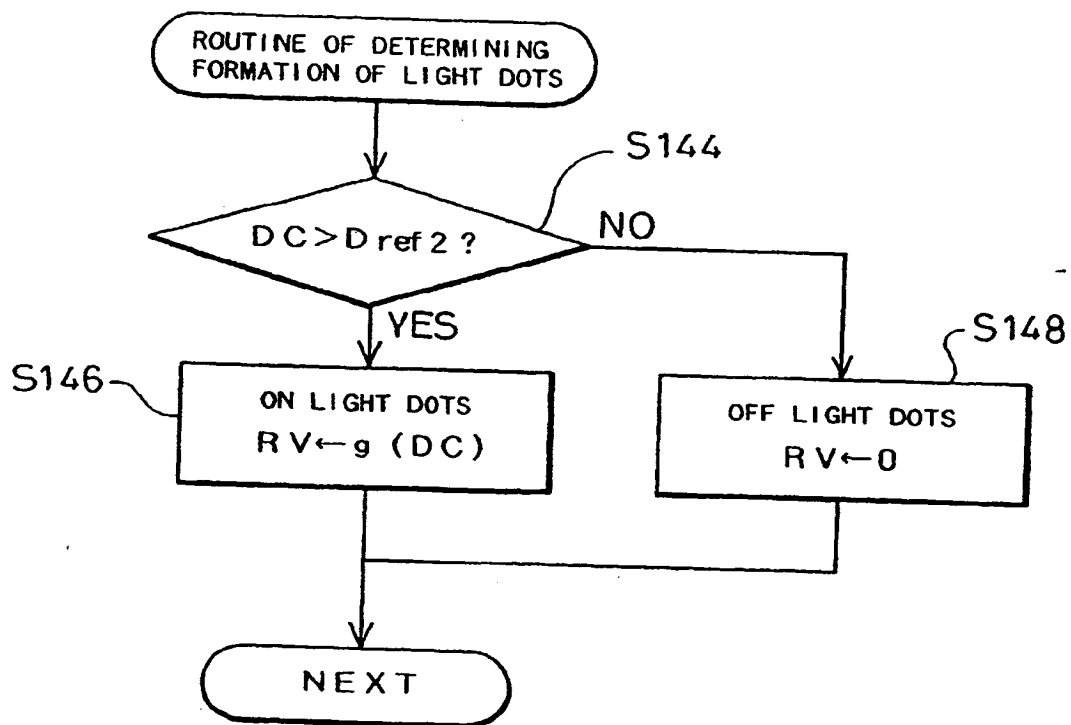 ROUTINE OF DETERMINING
FORMATION OF LIGHT DOTS
S144
DC>Dref2?
NO
YES
S146
S148
ON LIGHT DOTS
RV←g (DC)
OFF LIGHT DOTS
RV←0
NEXT